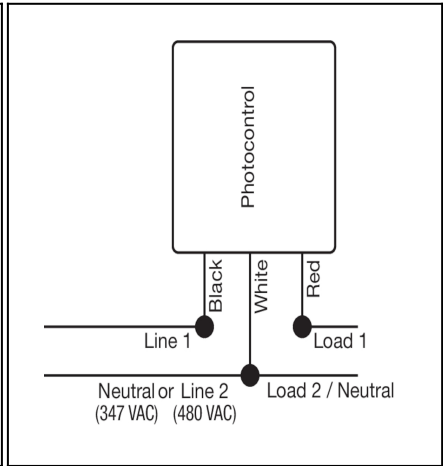 Photocontrol
Black
White
Red
Line 1
Load 1
Neutral or Line 2
Load 2 / Neutral
(347 VAC) (480 VAC)